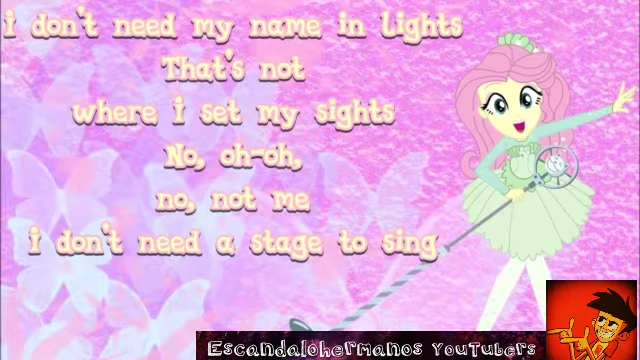 i don't need my name in lights
That's not
where i set my sights
No, oh-oh,
no, not me
i don't need a stage to sing
Escandalohermanos YouTubers